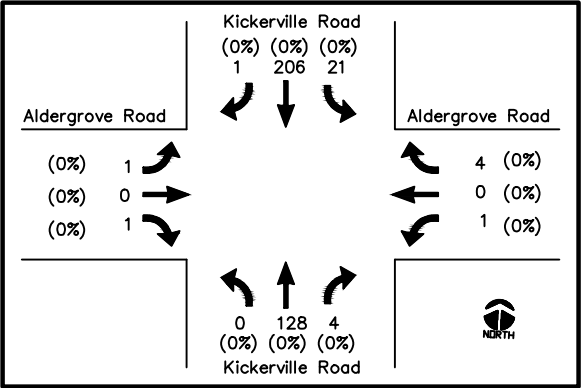 Kickerville Road
(0%) (0%) (0%)
1 206 21
Aldergrove Road
Aldergrove Road
(0%) 1
(0%) 0
(0%) 1
4 (0%)
0 (0%)
1 (0%)
0 128 4
(0%) (0%) (0%)
Kickerville Road
NORTH